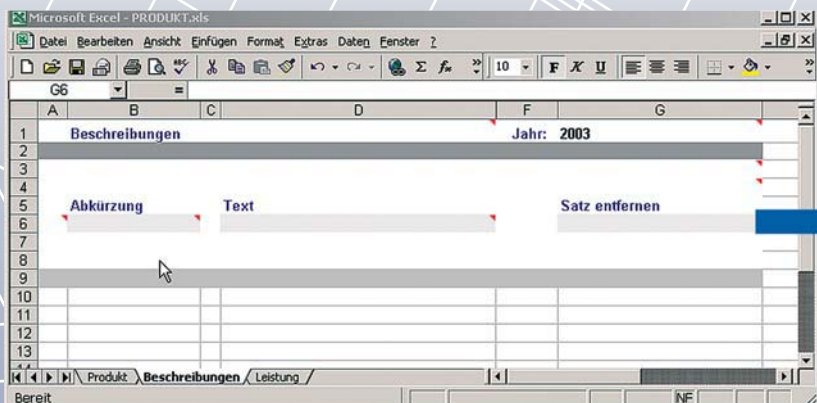 Microsoft Excel - PRODUKT.xls
Datei Bearbeiten Ansicht Einfügen Format Extras Daten Fenster ?
10 F K U
G6 =
A B C D F G
1 Beschreibungen Jahr: 2003
2
3
4
5 Abkürzung Text Satz entfernen
6
7
8
9
10
11
12
13
Produkt Beschreibungen Leistung
Bereit NF